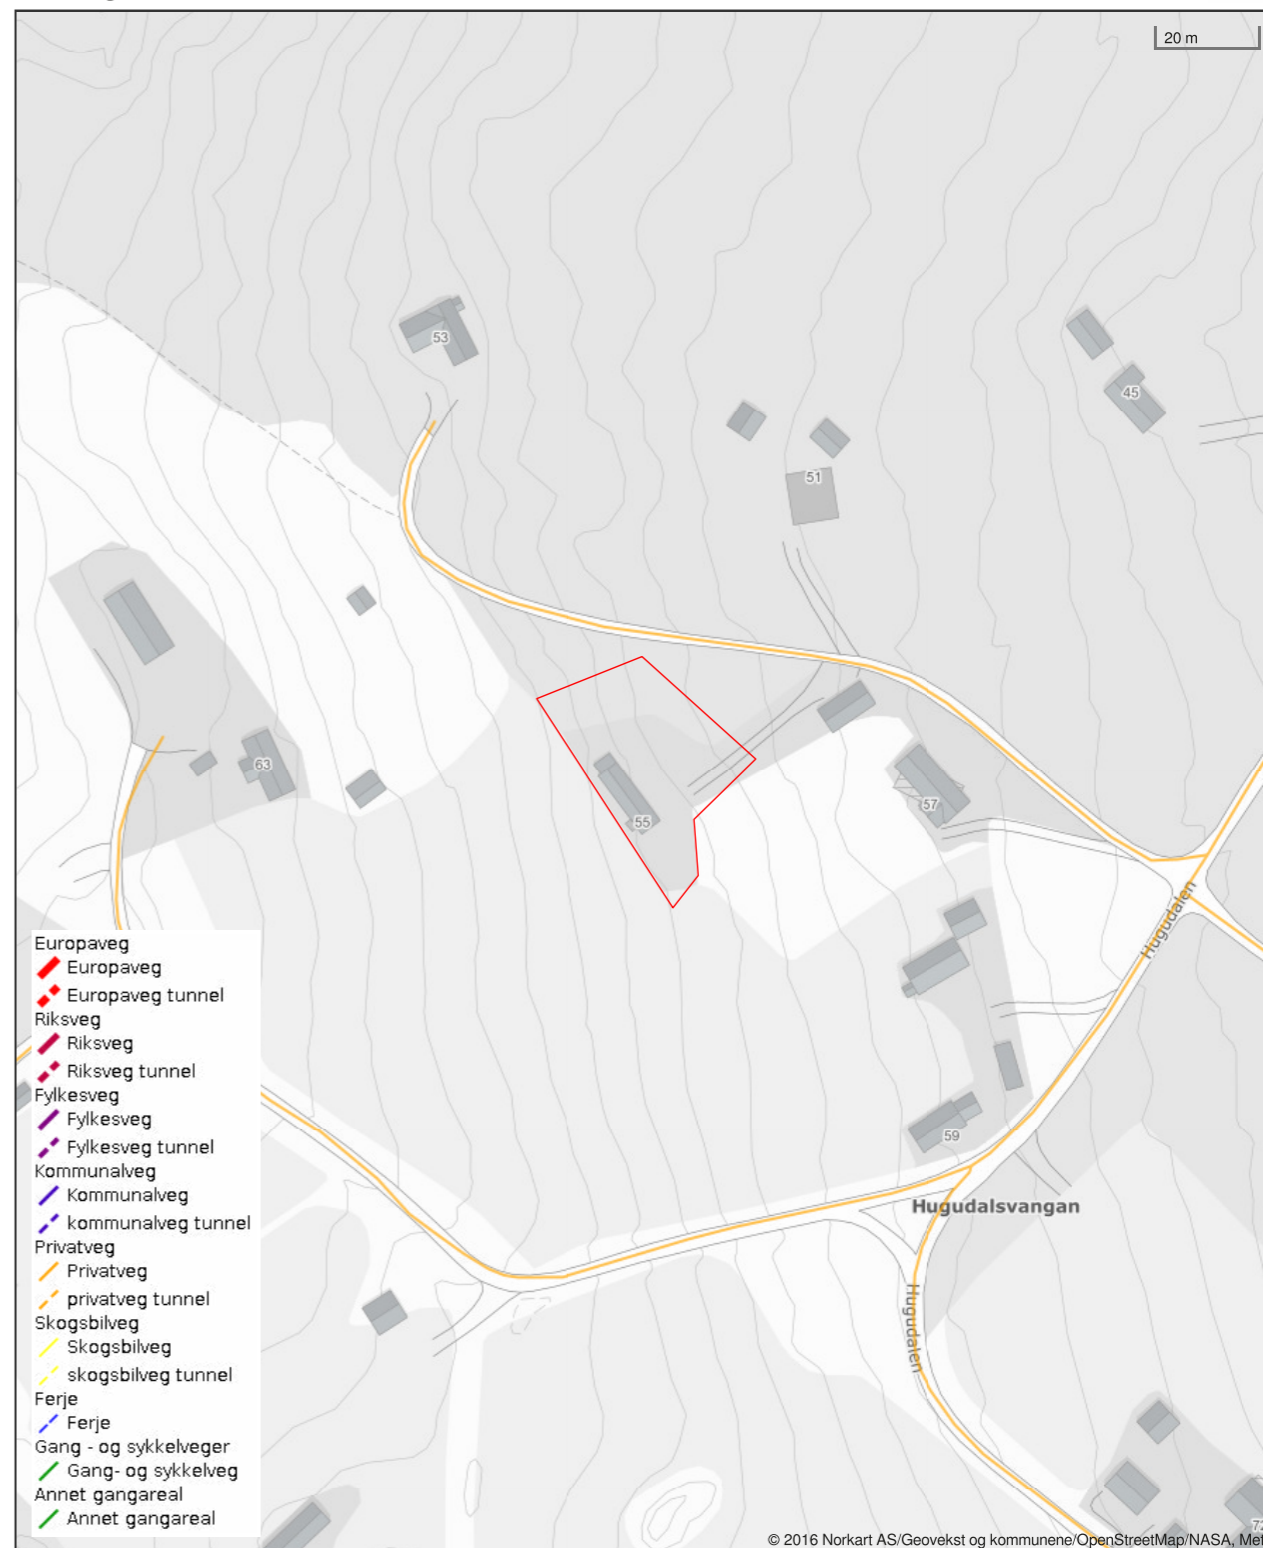 20 m
53
45
51
63
55
57
Hugudalen
59
Hugudalsvangan
Hugudalen
Europaveg
Europaveg
Europaveg tunnel
Riksveg
Riksveg
Riksveg tunnel
Fylkesveg
Fylkesveg
Fylkesveg tunnel
Kommunalveg
Kommunalveg
kommunalveg tunnel
Privatveg
Privatveg
privatveg tunnel
Skogsbilveg
Skogsbilveg
skogsbilveg tunnel
Ferje
Ferje
Gang - og sykkelveger
Gang- og sykkelveg
Annet gangareal
Annet gangareal
© 2016 Norkart AS/Geovekst og kommunene/OpenStreetMap/NASA, Met